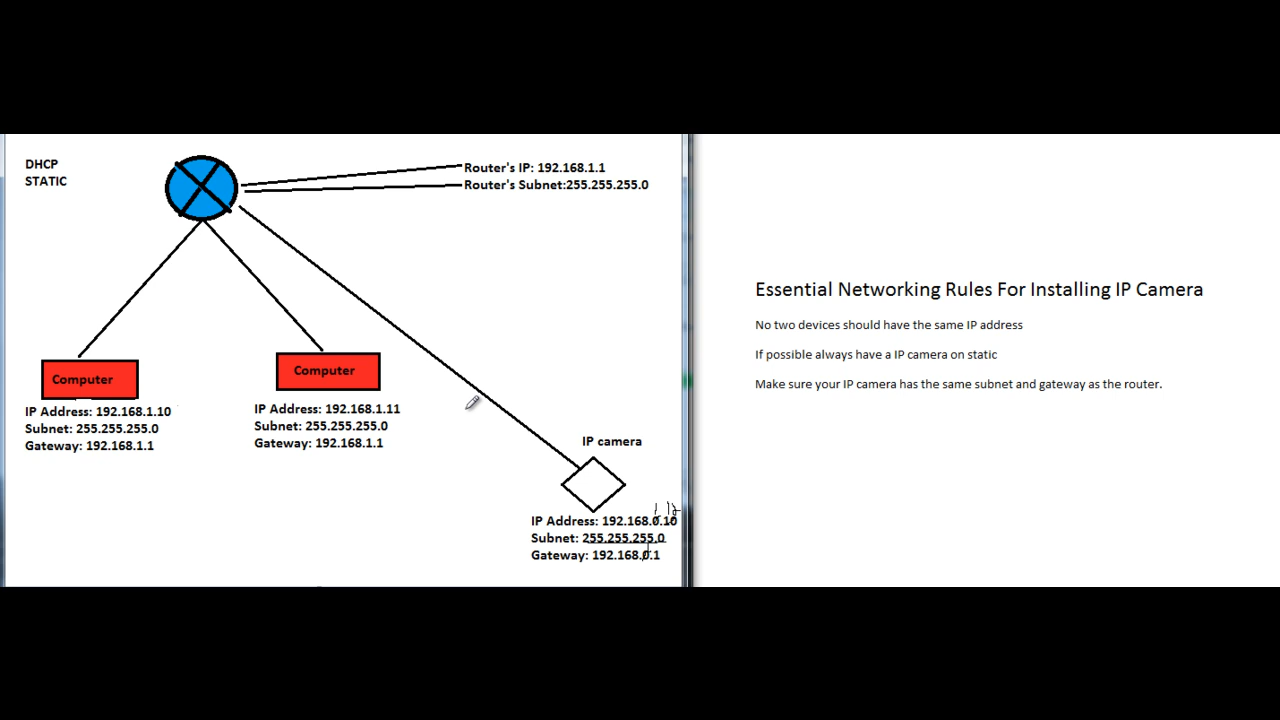 DHCP
STATIC
Router's IP: 192.168.1.1
Router's Subnet:255.255.255.0
Computer
IP Address: 192.168.1.10
Subnet: 255.255.255.0
Gateway: 192.168.1.1
Computer
IP Address: 192.168.1.11
Subnet: 255.255.255.0
Gateway: 192.168.1.1
IP camera
1 12
IP Address: 192.168.0.10
Subnet: 255.255.255.0
Gateway: 192.168.0.1
Essential Networking Rules For Installing IP Camera
No two devices should have the same IP address
If possible always have a IP camera on static
Make sure your IP camera has the same subnet and gateway as the router.